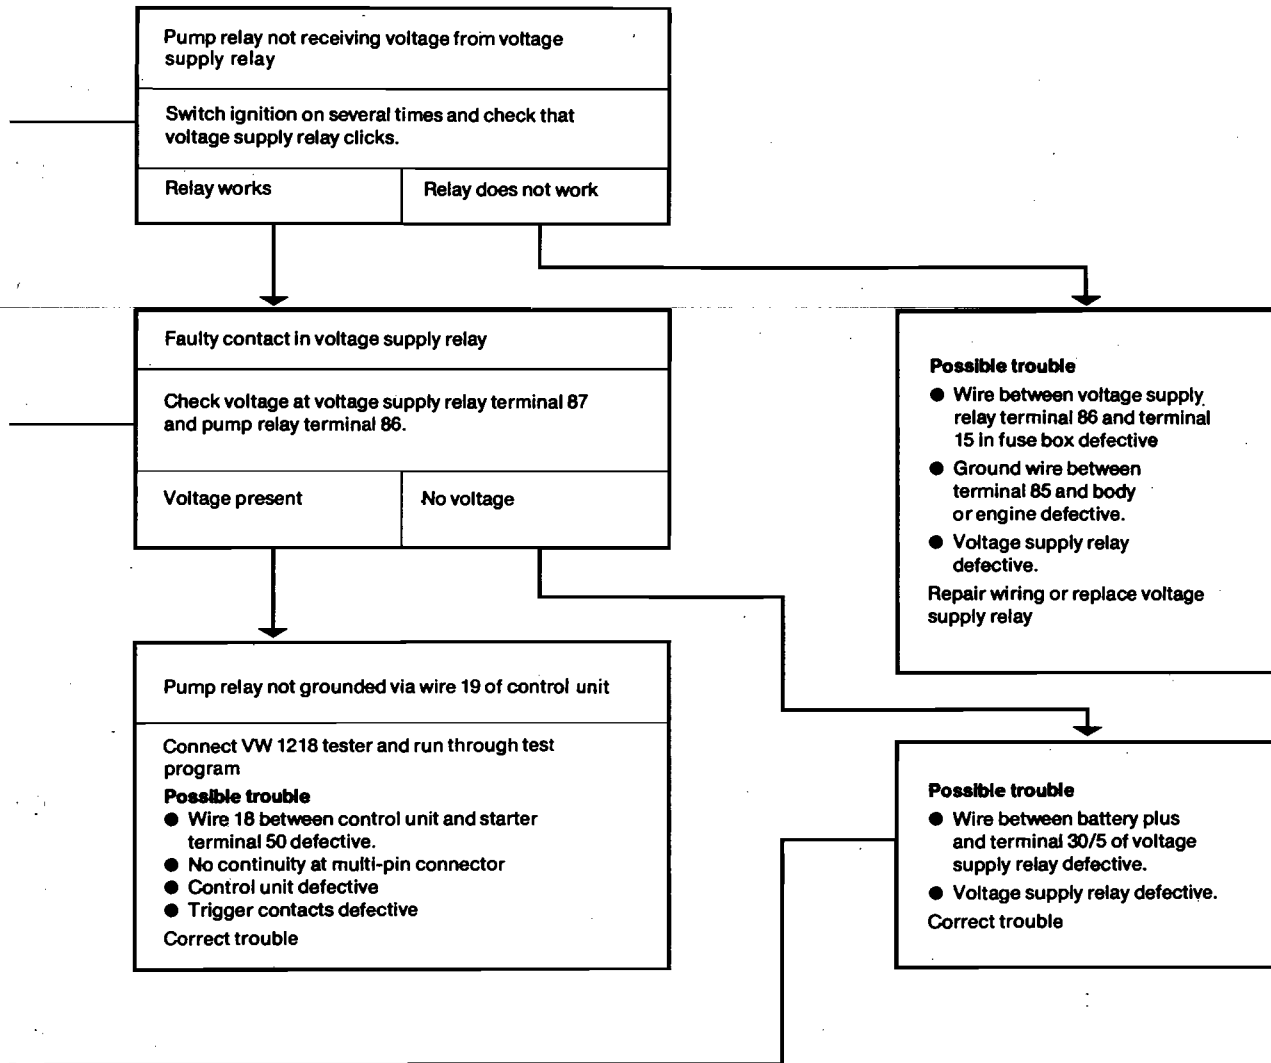 Pump relay not receiving voltage from voltage
supply relay
Switch ignition on several times and check that
voltage supply relay clicks.
Relay works
Relay does not work
Faulty contact in voltage supply relay
Check voltage at voltage supply relay terminal 87
and pump relay terminal 86.
Voltage present
No voltage
Possible trouble
● Wire between voltage supply
relay terminal 86 and terminal
15 in fuse box defective
● Ground wire between
terminal 85 and body
or engine defective.
● Voltage supply relay
defective.
Repair wiring or replace voltage
supply relay
Pump relay not grounded via wire 19 of control unit
Connect VW 1218 tester and run through test
program
Possible trouble
● Wire 18 between control unit and starter
terminal 50 defective.
● No continuity at multi-pin connector
● Control unit defective
● Trigger contacts defective
Correct trouble
Possible trouble
● Wire between battery plus
and terminal 30/5 of voltage
supply relay defective.
● Voltage supply relay defective.
Correct trouble